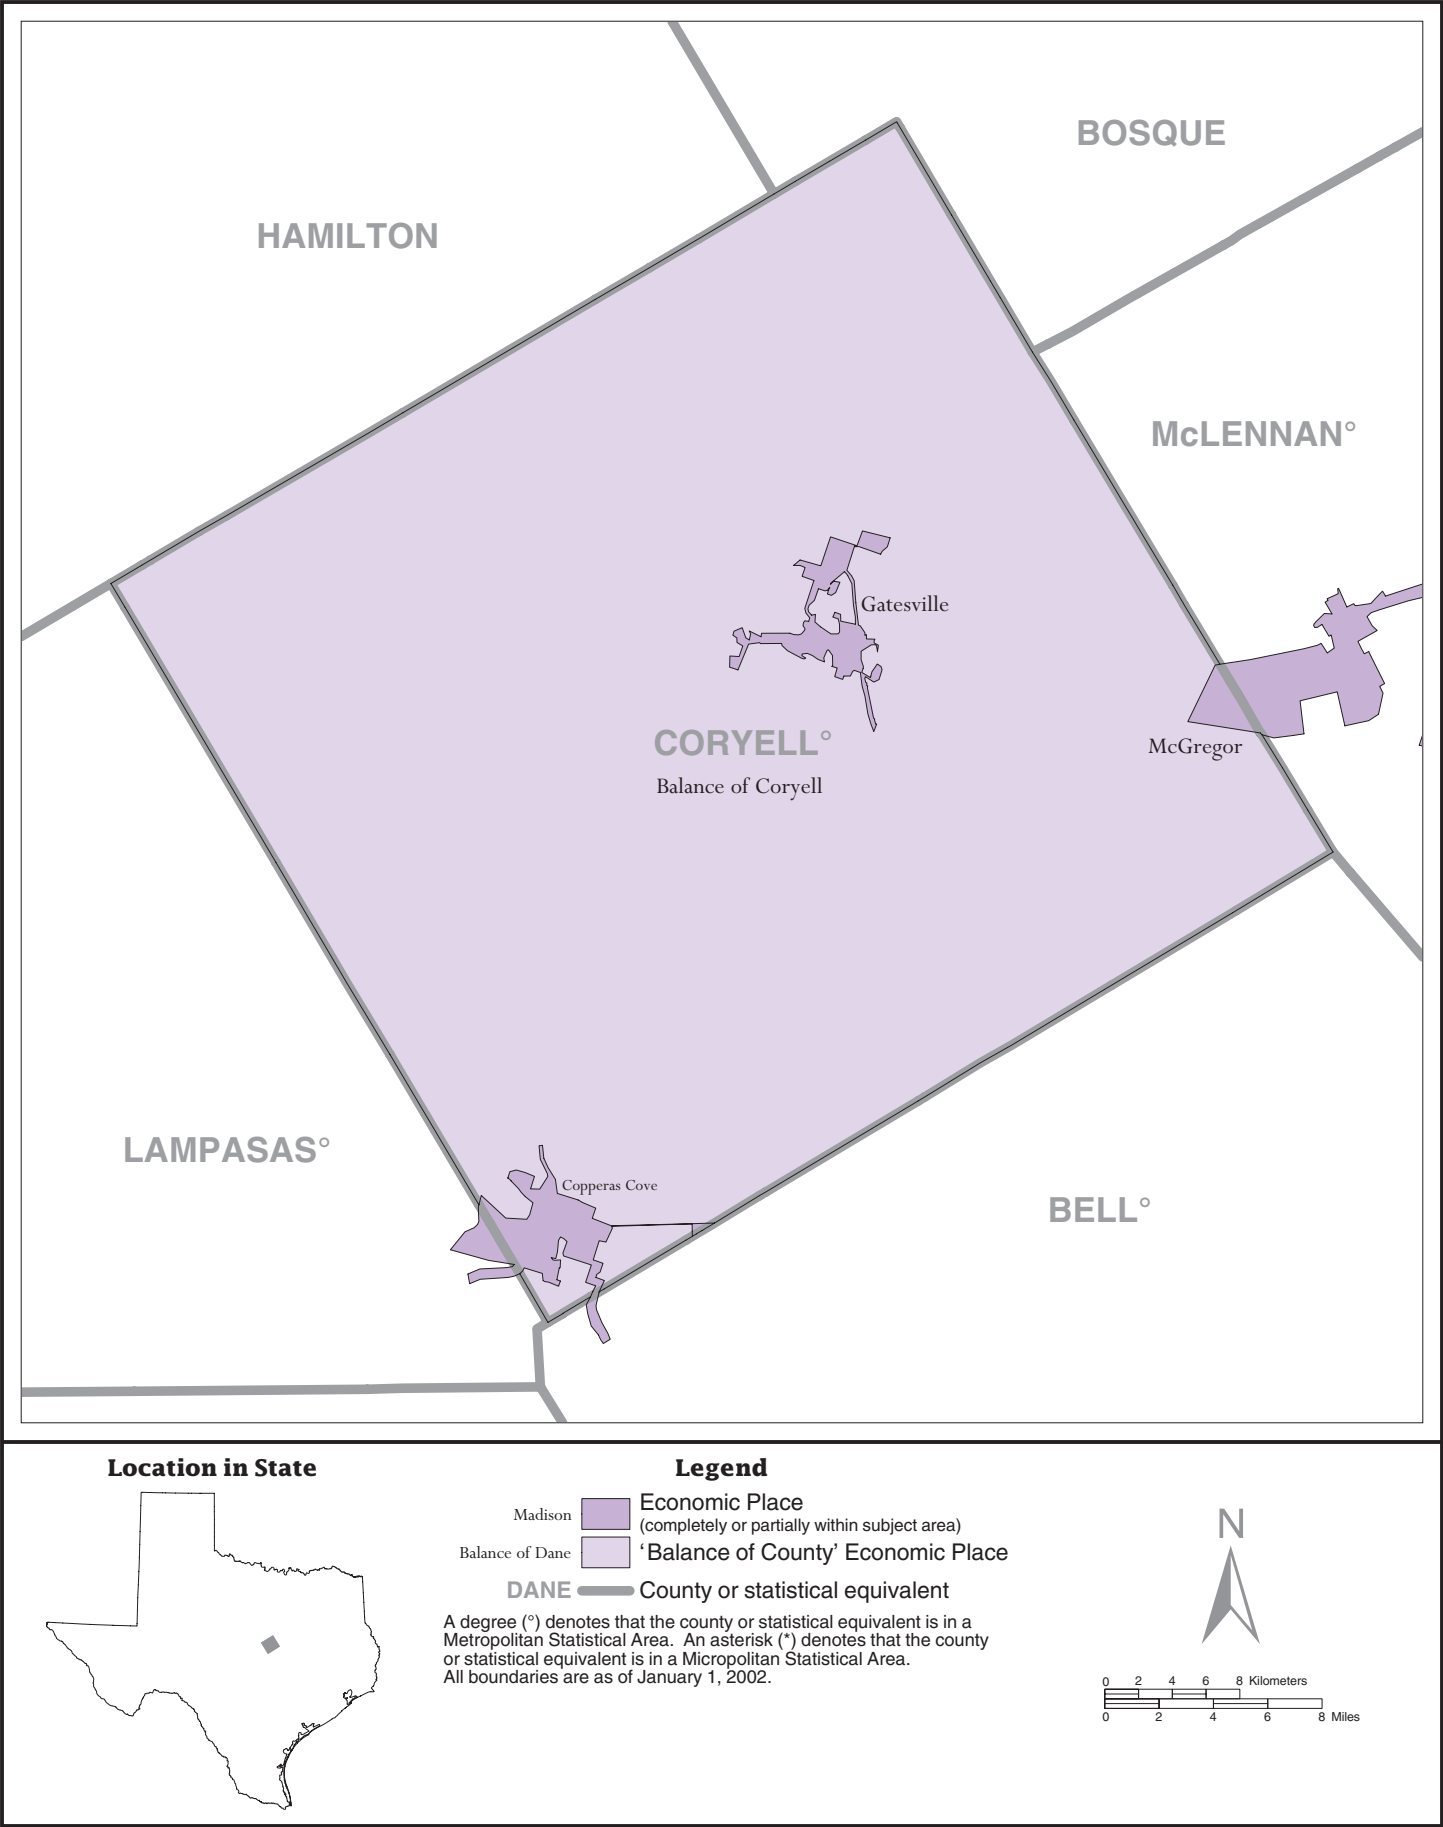 BOSQUE
HAMILTON
McLENNAN°
Gatesville
CORYELL°
McGregor
Balance of Coryell
LAMPASAS°
Copperas Cove
BELL°
Location in State
Legend
Madison
Economic Place
(completely or partially within subject area)
Balance of Dane
‘Balance of County’ Economic Place
DANE
County or statistical equivalent
A degree (°) denotes that the county or statistical equivalent is in a
Metropolitan Statistical Area.  An asterisk (*) denotes that the county
or statistical equivalent is in a Micropolitan Statistical Area.
All boundaries are as of January 1, 2002.
N
0 2 4 6 8 Kilometers
0 2 4 6 8 Miles